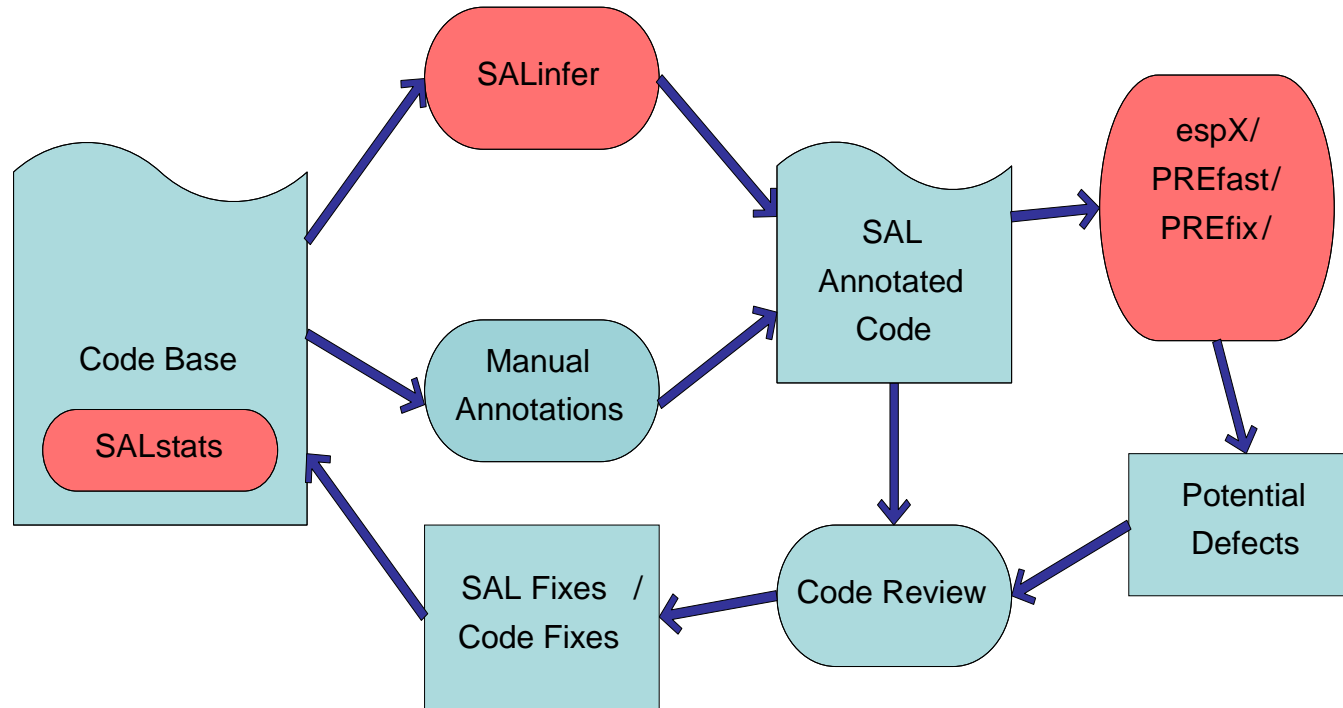 SALinfer
espX/
PREfast/
PREfix/
SAL
Annotated
Code
Code Base
SALstats
Manual
Annotations
Potential
Defects
SAL Fixes /
Code Fixes
Code Review